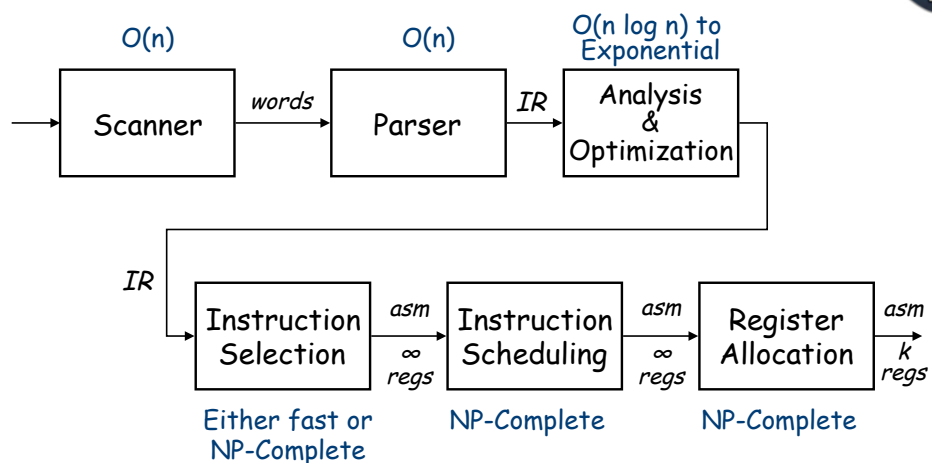 O(n)
O(n)
O(n log n) to
Exponential
Scanner
words
Parser
IR
Analysis
&
Optimization
IR
Instruction
Selection
asm
∞
regs
Instruction
Scheduling
asm
∞
regs
Register
Allocation
asm
k
regs
Either fast or
NP-Complete
NP-Complete
NP-Complete